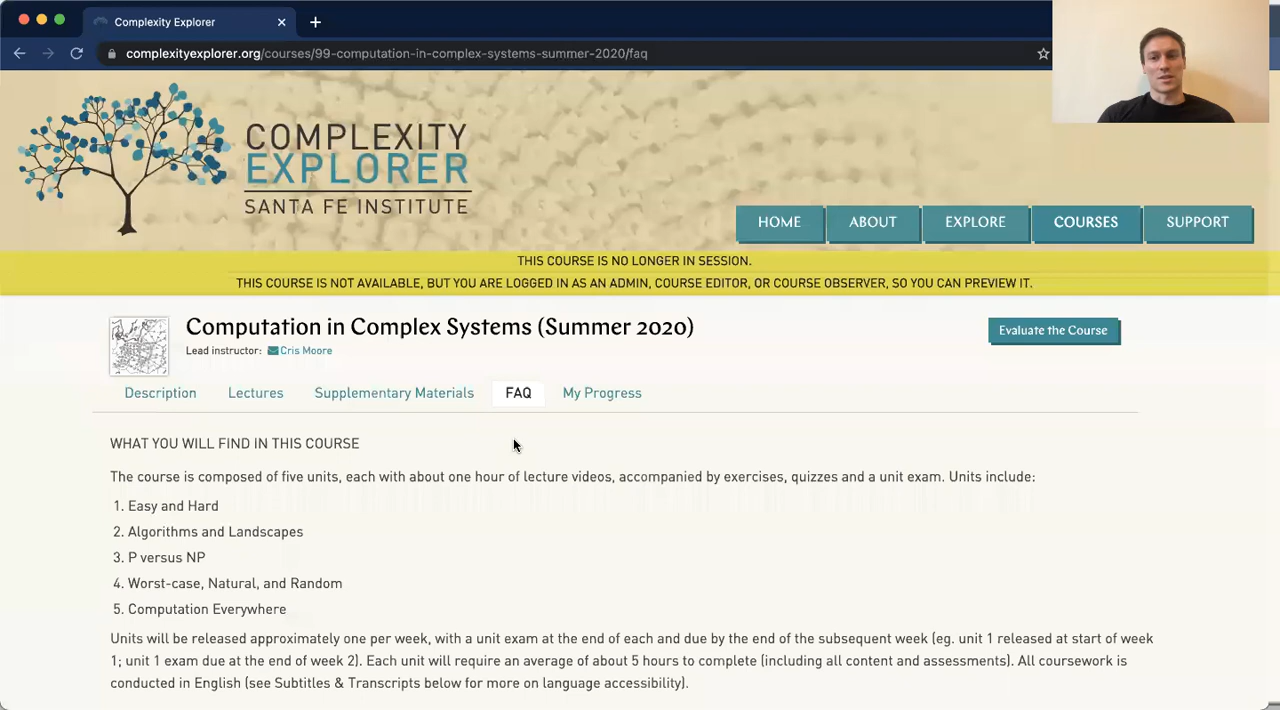 Complexity Explorer
complexityexplorer.org/courses/99-computation-in-complex-systems-summer-2020/faq
COMPLEXITY
EXPLORER
SANTA FE INSTITUTE
HOME ABOUT EXPLORE COURSES SUPPORT
THIS COURSE IS NO LONGER IN SESSION.
THIS COURSE IS NOT AVAILABLE, BUT YOU ARE LOGGED IN AS AN ADMIN, COURSE EDITOR, OR COURSE OBSERVER, SO YOU CAN PREVIEW IT.
Computation in Complex Systems (Summer 2020)
Lead instructor: Cris Moore
Evaluate the Course
Description Lectures Supplementary Materials FAQ My Progress
WHAT YOU WILL FIND IN THIS COURSE
The course is composed of five units, each with about one hour of lecture videos, accompanied by exercises, quizzes and a unit exam. Units include:
1. Easy and Hard
2. Algorithms and Landscapes
3. P versus NP
4. Worst-case, Natural, and Random
5. Computation Everywhere
Units will be released approximately one per week, with a unit exam at the end of each and due by the end of the subsequent week (eg. unit 1 released at start of week
1; unit 1 exam due at the end of week 2). Each unit will require an average of about 5 hours to complete (including all content and assessments). All coursework is
conducted in English (see Subtitles & Transcripts below for more on language accessibility).